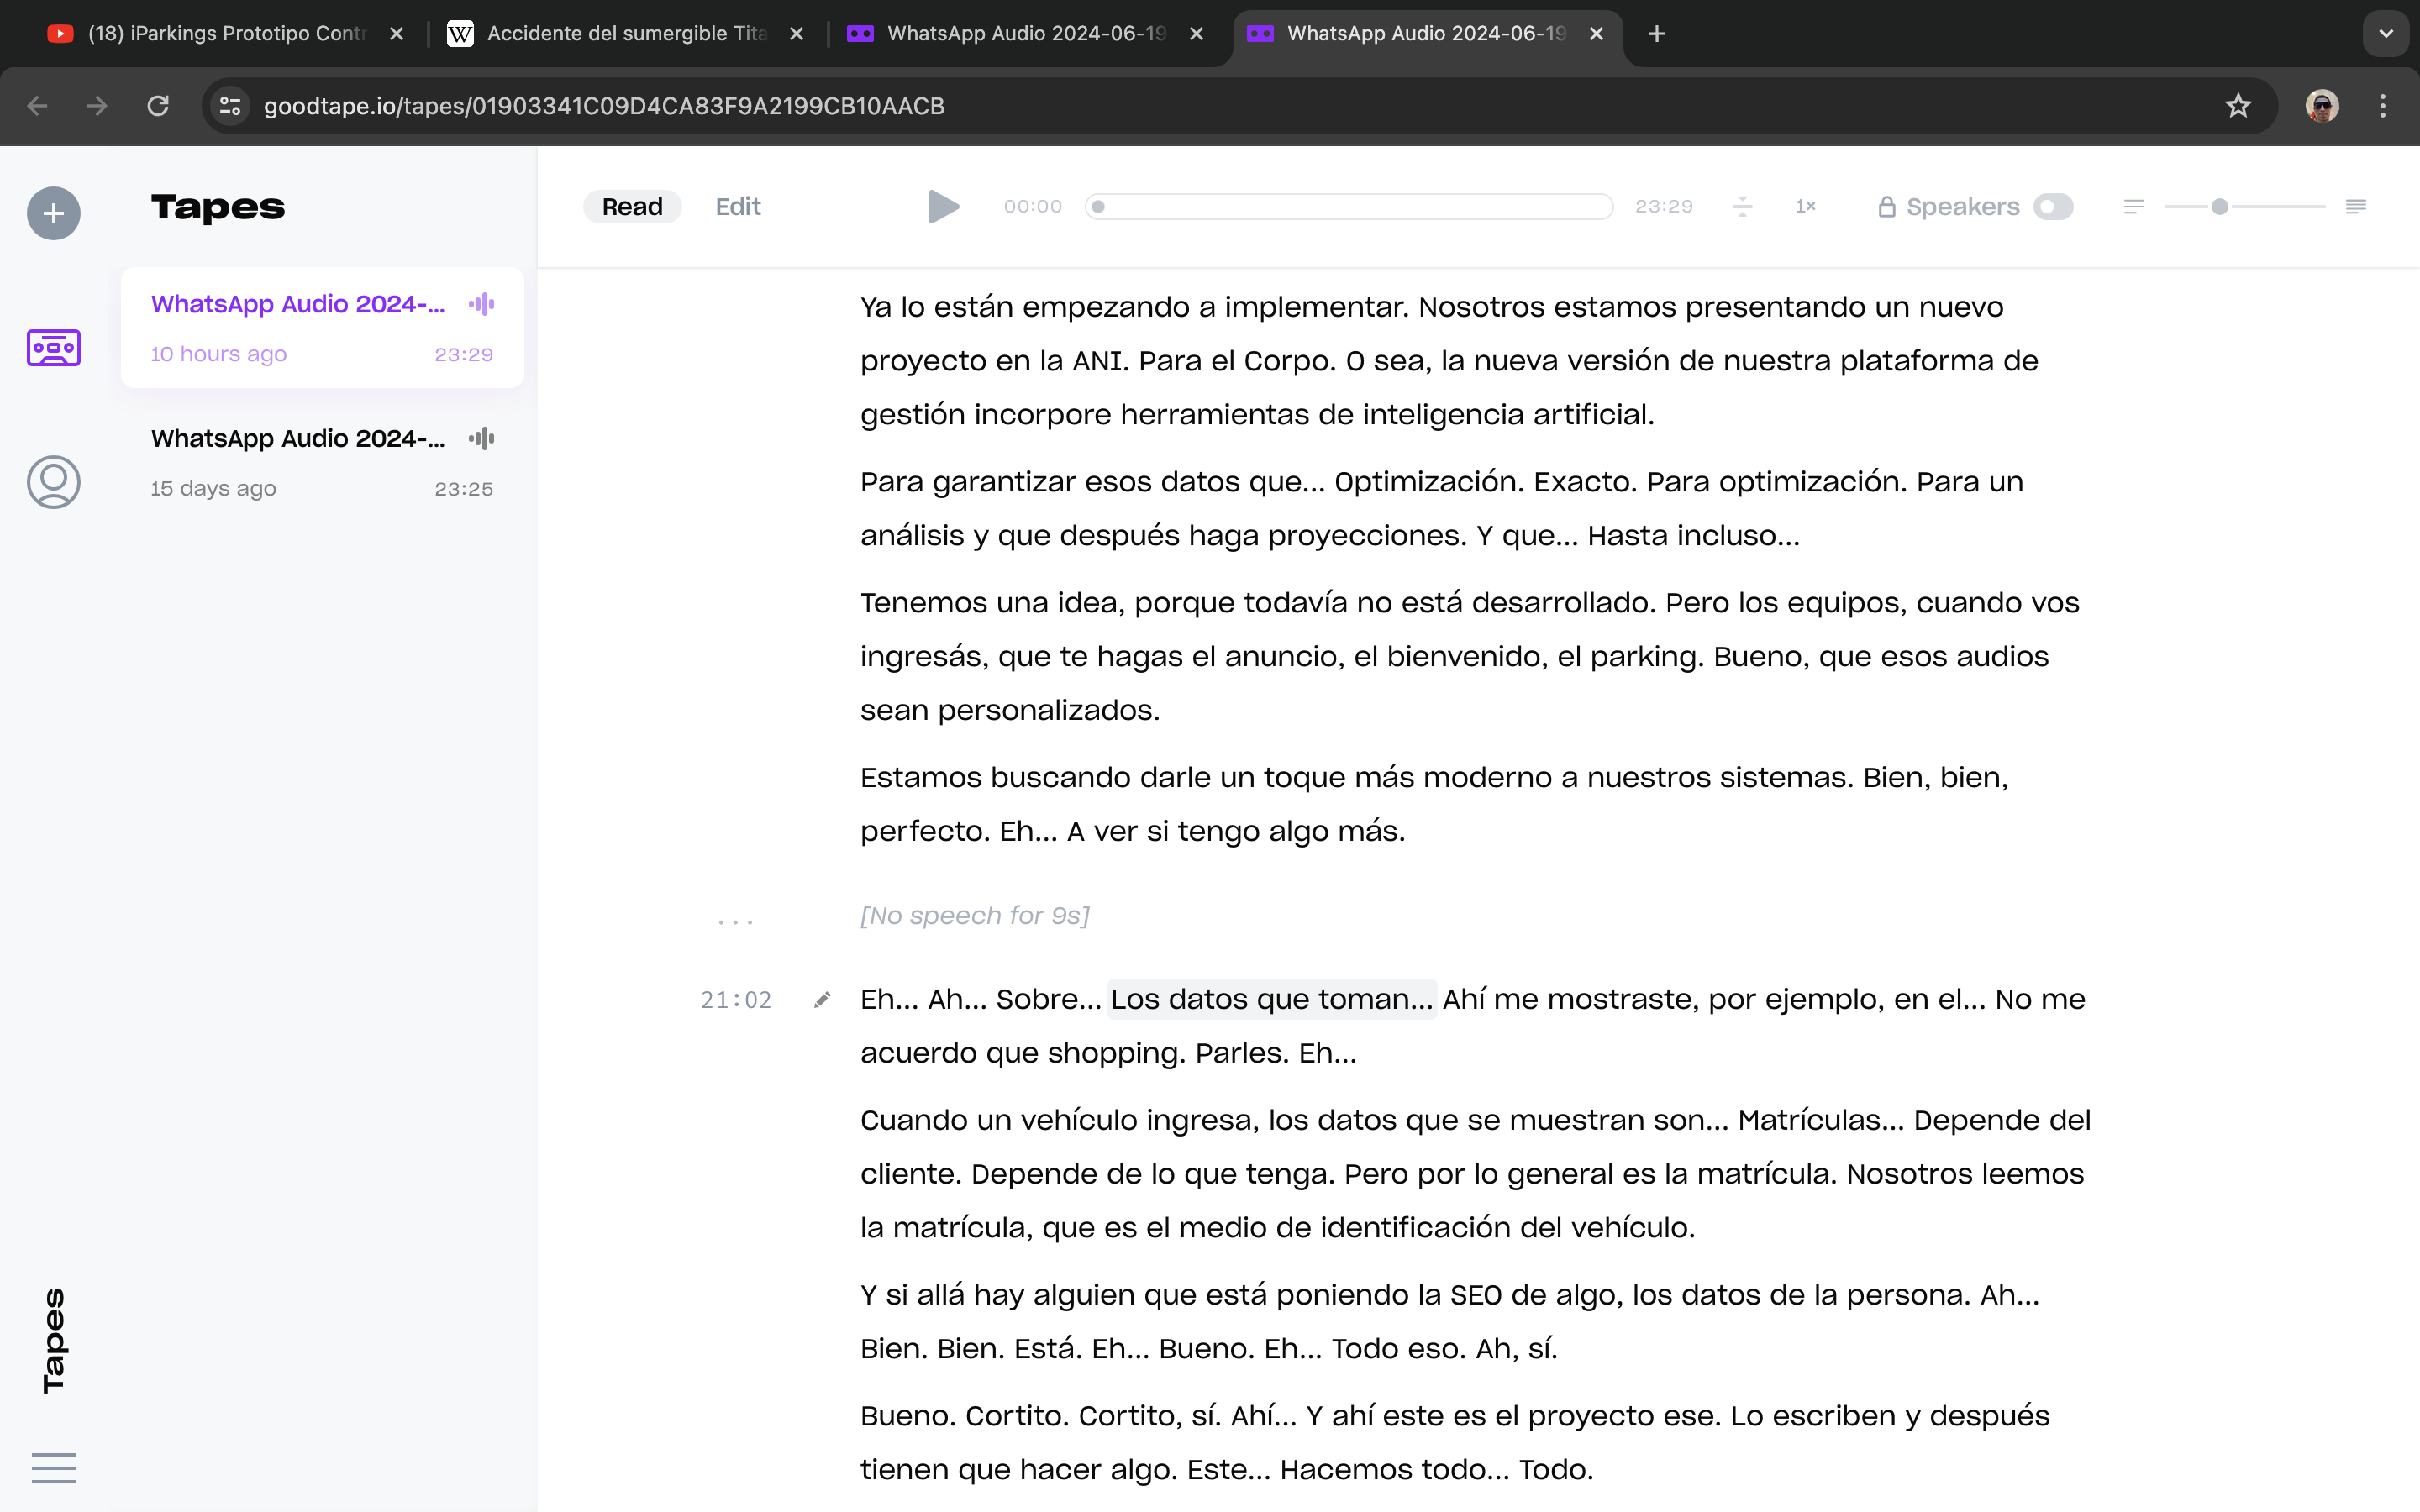 (18) iParkings Prototipo Contr
Accidente del sumergible Tita
WhatsApp Audio 2024-06-19
WhatsApp Audio 2024-06-19
goodtape.io/tapes/01903341C09D4CA83F9A2199CB10AACB
Tapes
WhatsApp Audio 2024-...
10 hours ago 23:29
WhatsApp Audio 2024-...
15 days ago 23:25
Tapes
Read Edit 00:00 23:29 1× Speakers
Ya lo están empezando a implementar. Nosotros estamos presentando un nuevo
proyecto en la ANI. Para el Corpo. O sea, la nueva versión de nuestra plataforma de
gestión incorpore herramientas de inteligencia artificial.
Para garantizar esos datos que... Optimización. Exacto. Para optimización. Para un
análisis y que después haga proyecciones. Y que... Hasta incluso...
Tenemos una idea, porque todavía no está desarrollado. Pero los equipos, cuando vos
ingresás, que te hagas el anuncio, el bienvenido, el parking. Bueno, que esos audios
sean personalizados.
Estamos buscando darle un toque más moderno a nuestros sistemas. Bien, bien,
perfecto. Eh... A ver si tengo algo más.
... [No speech for 9s]
21:02 Eh... Ah... Sobre... Los datos que toman... Ahí me mostraste, por ejemplo, en el... No me
acuerdo que shopping. Parles. Eh...
Cuando un vehículo ingresa, los datos que se muestran son... Matrículas... Depende del
cliente. Depende de lo que tenga. Pero por lo general es la matrícula. Nosotros leemos
la matrícula, que es el medio de identificación del vehículo.
Y si allá hay alguien que está poniendo la SEO de algo, los datos de la persona. Ah...
Bien. Bien. Está. Eh... Bueno. Eh... Todo eso. Ah, sí.
Bueno. Cortito. Cortito, sí. Ahí... Y ahí este es el proyecto ese. Lo escriben y después
tienen que hacer algo. Este... Hacemos todo... Todo.